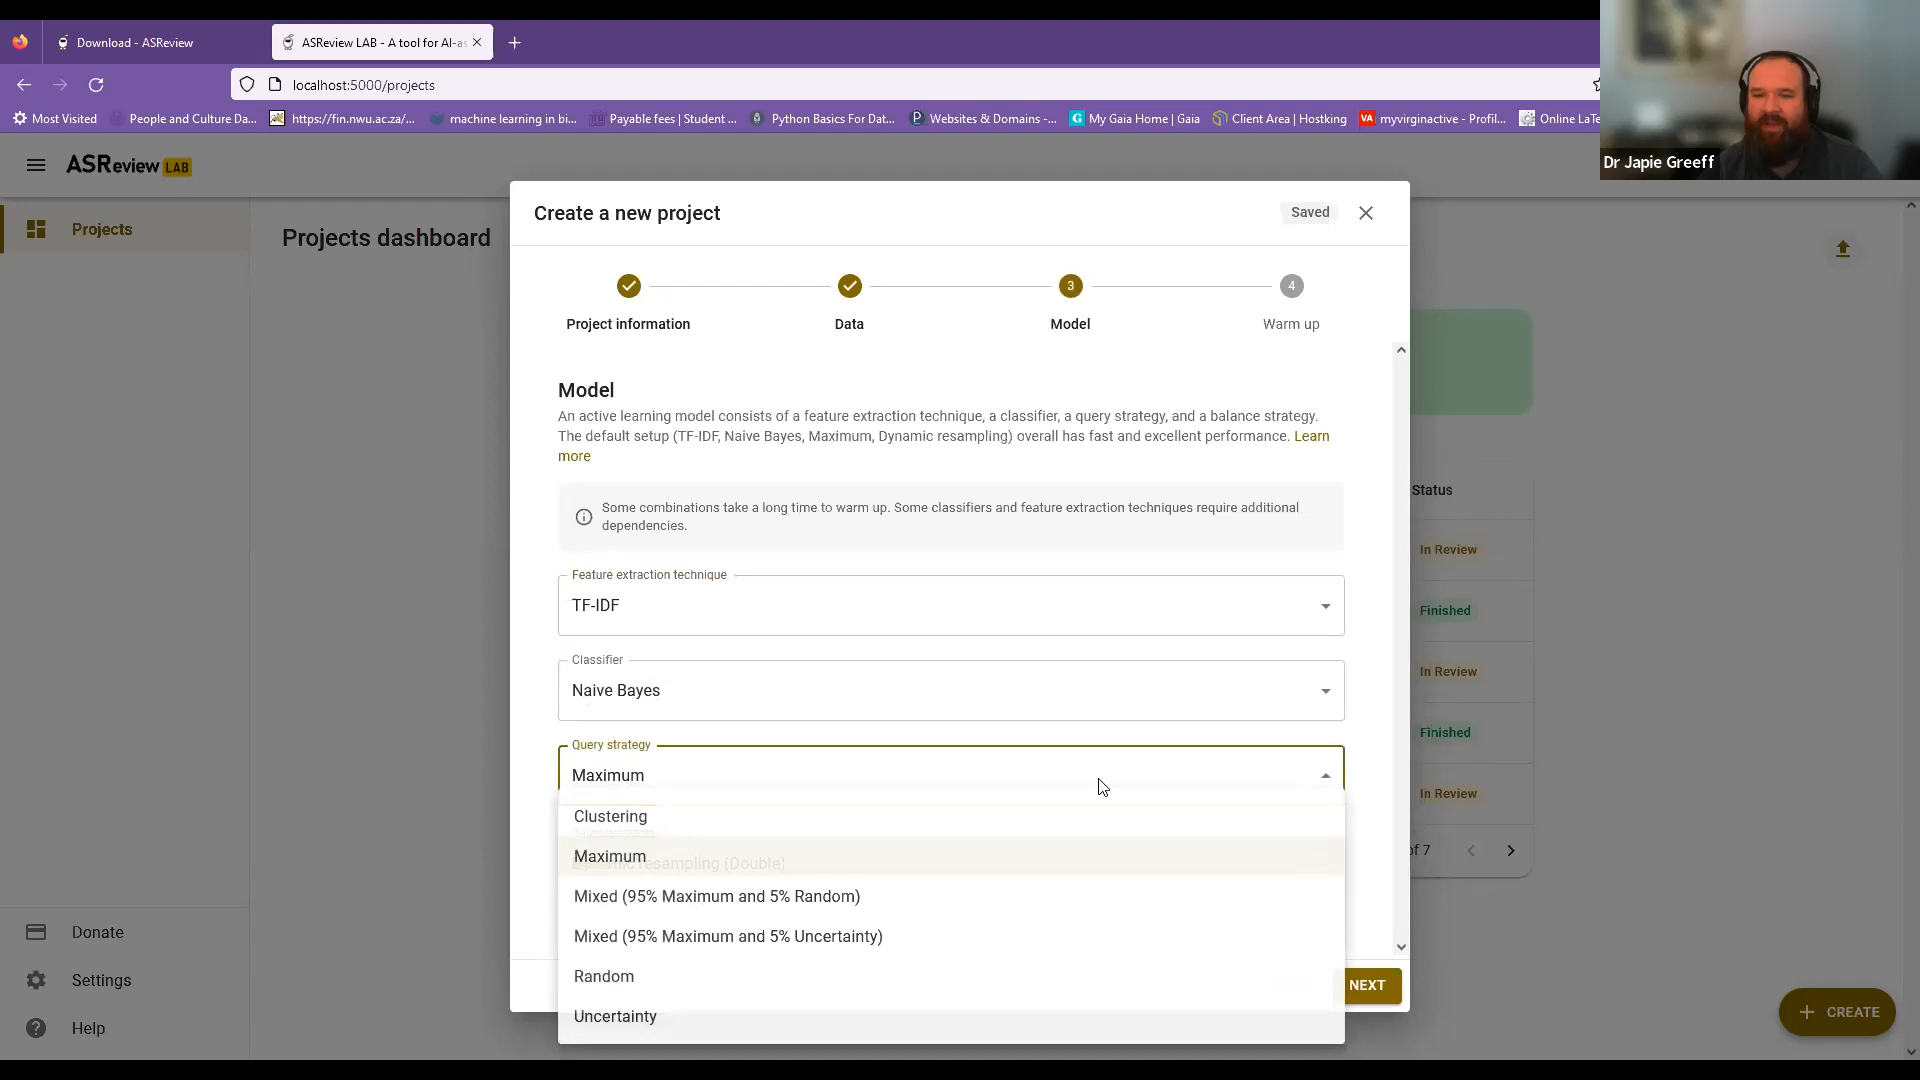 Download - ASReview
ASReview LAB - A tool for AI-as
localhost:5000/projects
Most Visited
People and Culture Da...
https://fin.nwu.ac.za/...
machine learning in bi...
Payable fees | Student ...
Python Basics For Dat...
Websites & Domains -...
My Gaia Home | Gaia
Client Area | Hostking
VA
myvirginactive - Profil...
Online LaTe
Dr Japie Greeff
ASReview LAB
Projects
Projects dashboard
Create a new project
Saved
3
4
Project information
Data
Model
Warm up
Model
An active learning model consists of a feature extraction technique, a classifier, a query strategy, and a balance strategy.
The default setup (TF-IDF, Naive Bayes, Maximum, Dynamic resampling) overall has fast and excellent performance. Learn
more
Some combinations take a long time to warm up. Some classifiers and feature extraction techniques require additional
dependencies.
Feature extraction technique
TF-IDF
Classifier
Naive Bayes
Query strategy
Maximum
Clustering
Maximum
resampling (Double)
Mixed (95% Maximum and 5% Random)
Mixed (95% Maximum and 5% Uncertainty)
Random
Uncertainty
NEXT
Status
In Review
Finished
In Review
Finished
In Review
of 7
Donate
Settings
Help
CREATE